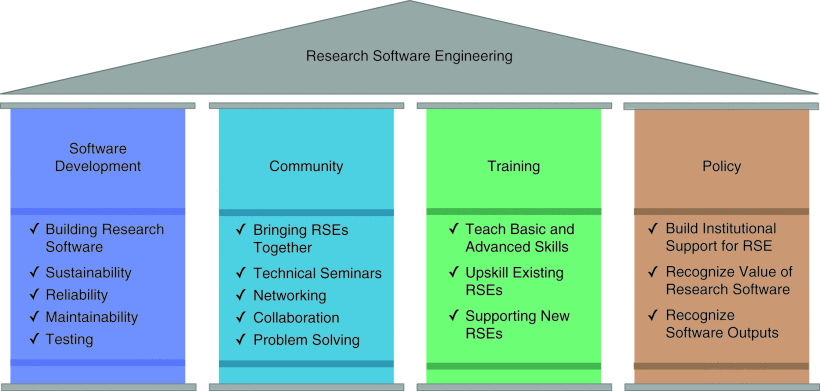 Research Software Engineering
Software
Development
✓ Building Research
Software
✓ Sustainability
✓ Reliability
✓ Maintainability
✓ Testing
Community
✓ Bringing RSEs
Together
✓ Technical Seminars
✓ Networking
✓ Collaboration
✓ Problem Solving
Training
✓ Teach Basic and
Advanced Skills
✓ Upskill Existing
RSEs
✓ Supporting New
RSEs
Policy
✓ Build Institutional
Support for RSE
✓ Recognize Value of
Research Software
✓ Recognize
Software Outputs